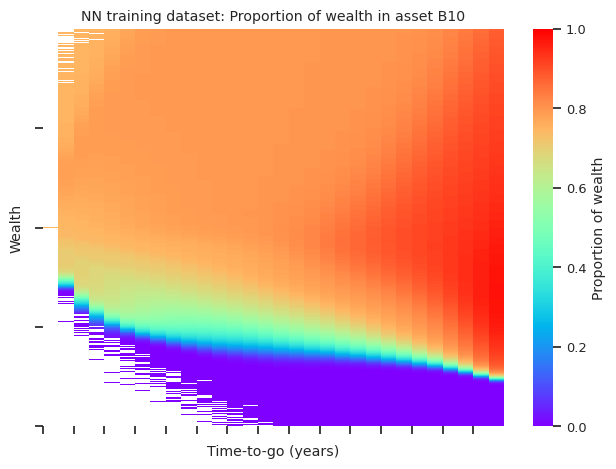 NN training dataset: Proportion of wealth in asset B10
Wealth
Time-to-go (years)
1.0
0.8
0.6
0.4
0.2
0.0
Proportion of wealth